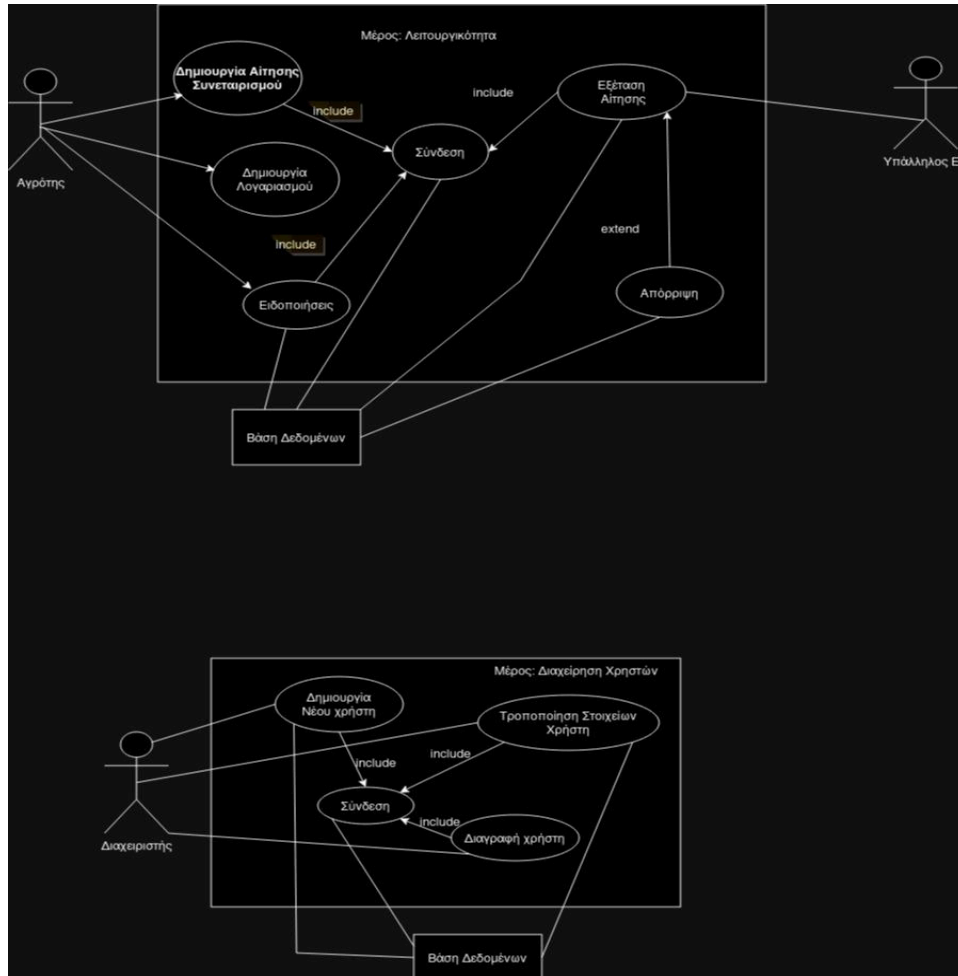 Μέρος: Λειτουργικότητα
Δημιουργία Αίτησης
Συνεταιρισμού
include
include
Εξέταση
Αίτησης
Σύνδεση
Αγρότης
Υπάλληλος Ε
Δημιουργία
Λογαριασμού
include
extend
Ειδοποιήσεις
Απόρριψη
Βάση Δεδομένων
Μέρος: Διαχείρηση Χρηστών
Δημιουργία
Νέου χρήστη
Τροποποίηση Στοιχείων
Χρήστη
include
include
Σύνδεση
include
Διαγραφή χρήστη
Διαχειριστής
Βάση Δεδομένων